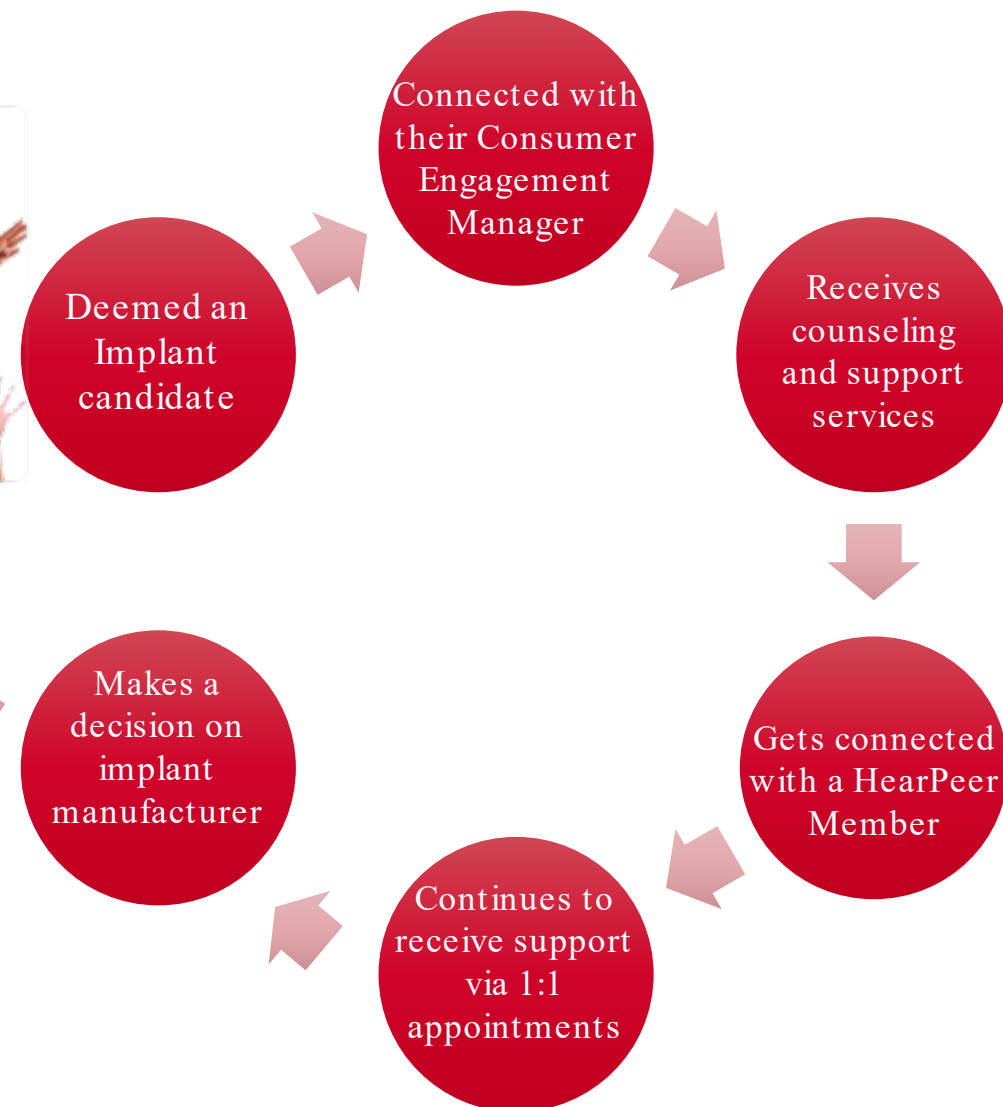 Deemed an
Implant
candidate
Connected with
their Consumer
Engagement
Manager
Receives
counseling
and support
services
Gets connected
with a HearPeer
Member
Continues to
receive support
via 1:1
appointments
Makes a
decision on
implant
manufacturer